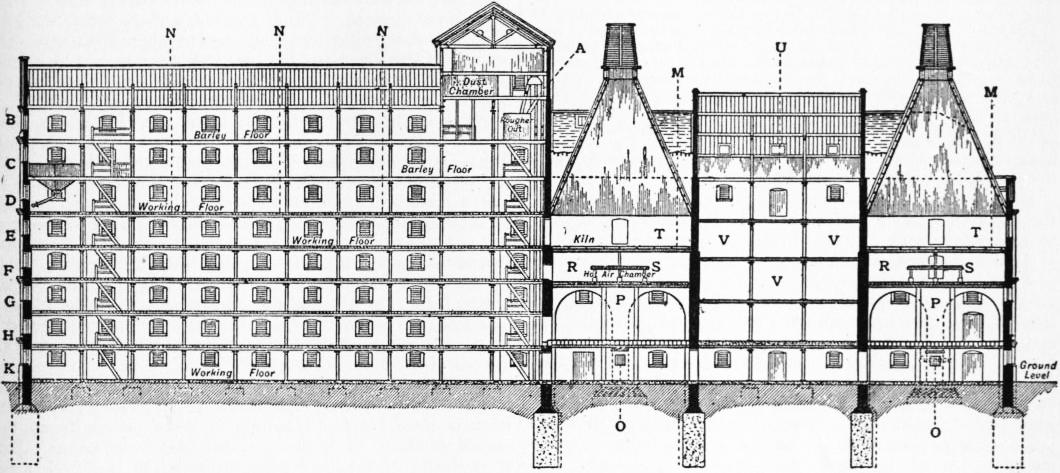 N N N
A
U
M
M
Dust
Chamber
Rougher
Out
B
Barley Floor
C
Barley Floor
D
Working Floor
E
Working Floor
Kiln T
V V
T
F
R S
Hot Air Chamber
V
R S
G
P
P
H
K
Working Floor
Furnace
Ground
Level
O
O